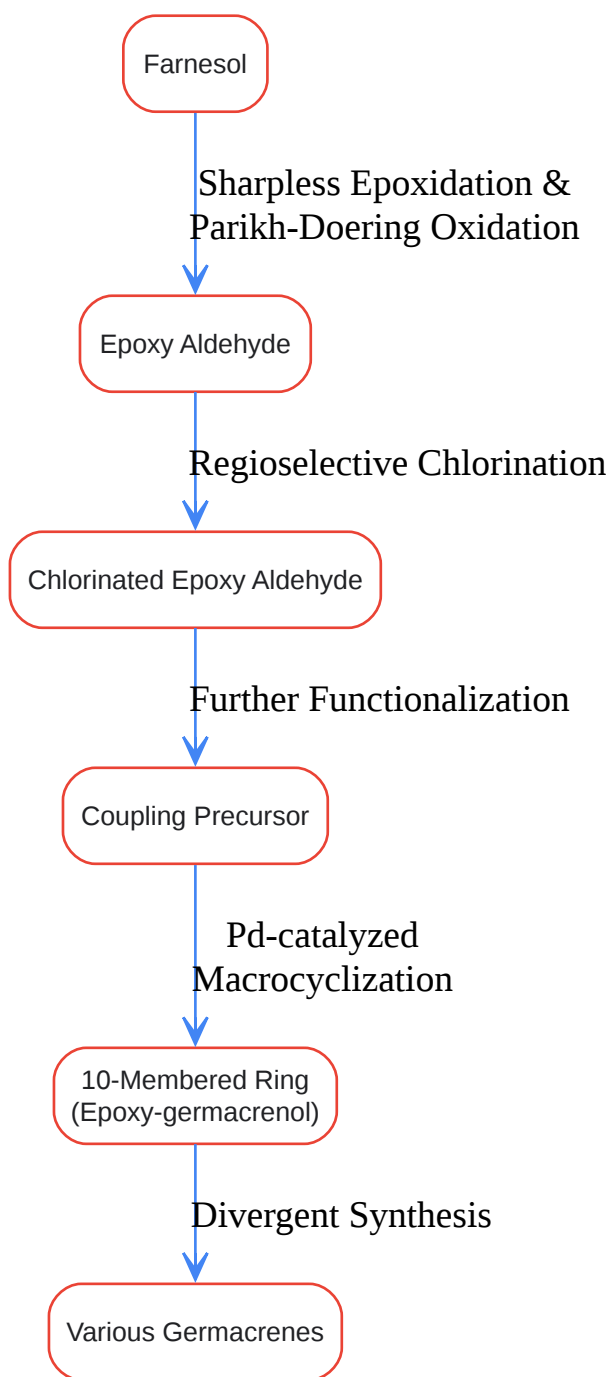 Farnesol
Sharpless Epoxidation &
Parikh-Doering Oxidation
Epoxy Aldehyde
Regioselective Chlorination
Chlorinated Epoxy Aldehyde
Further Functionalization
Coupling Precursor
Pd-catalyzed
Macrocyclization
10-Membered Ring
(Epoxy-germacrenol)
Divergent Synthesis
Various Germacrenes